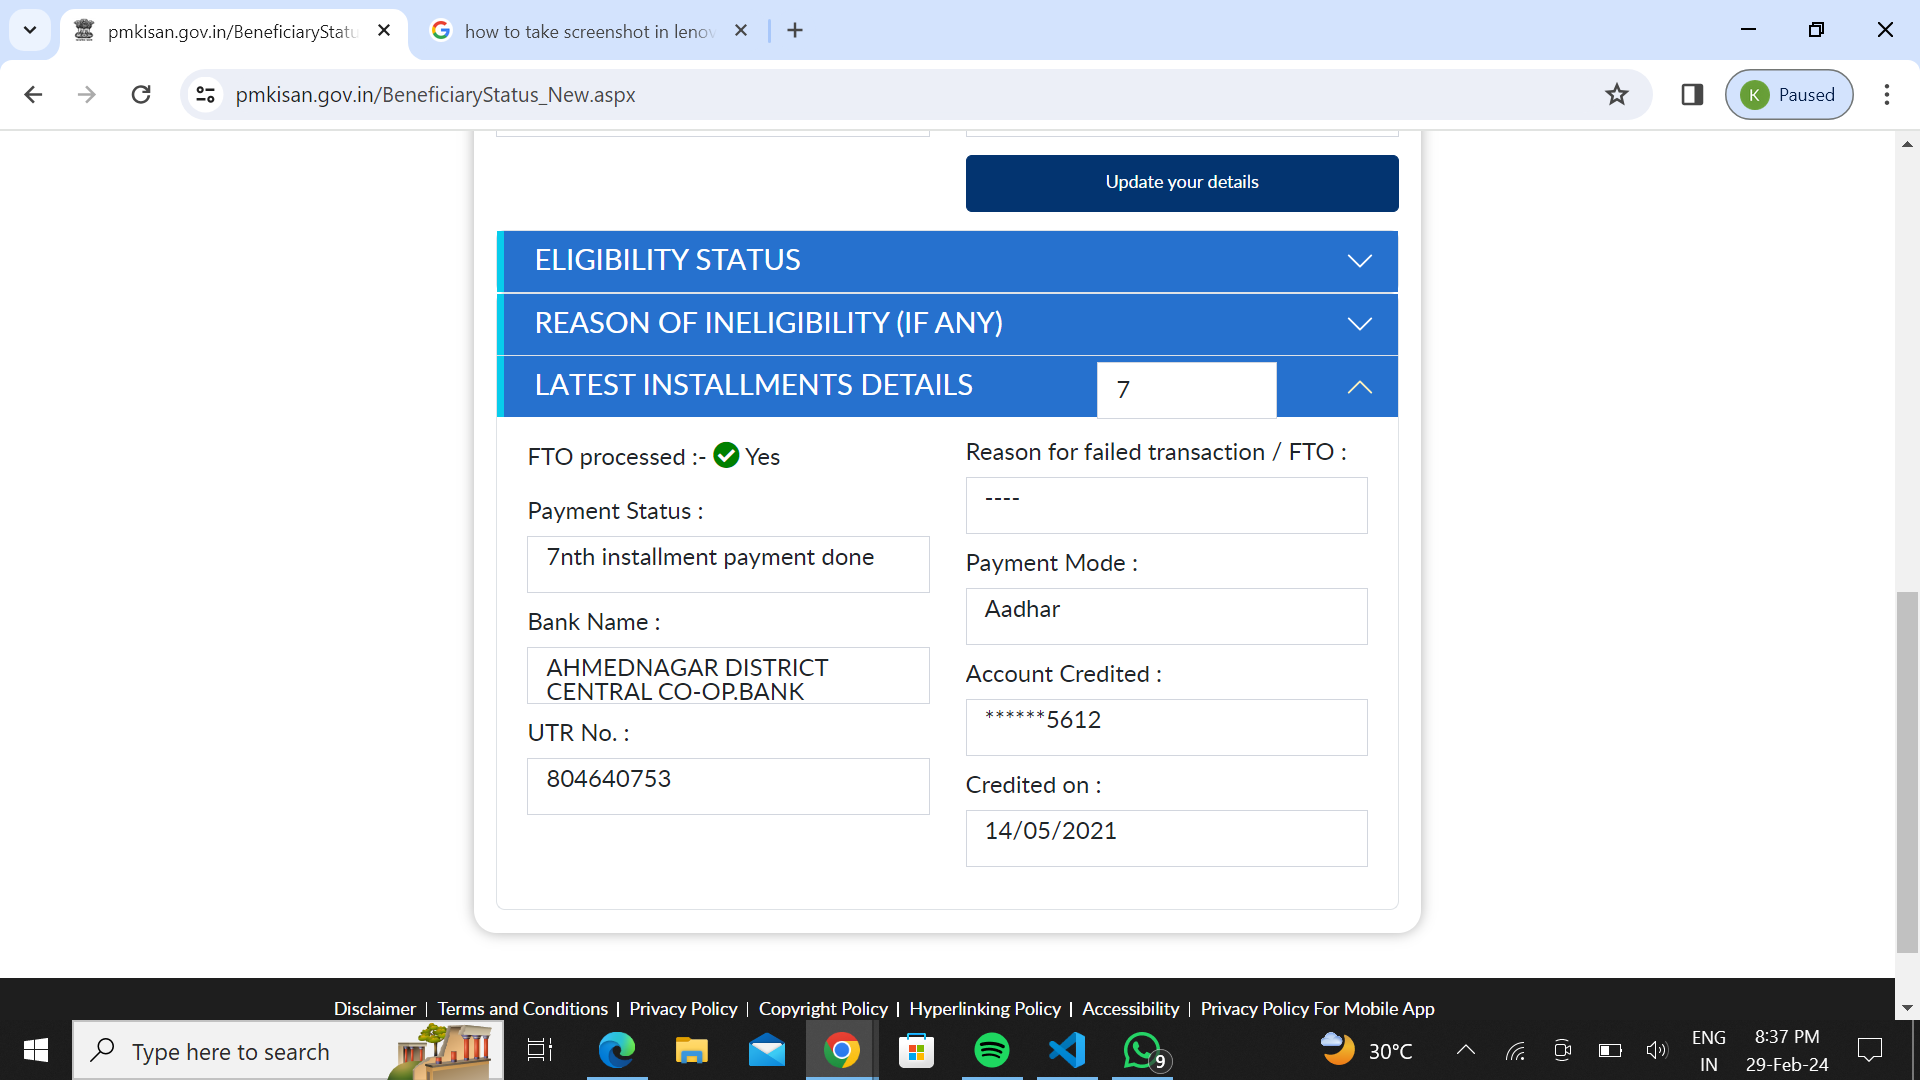 pmkisan.gov.in/BeneficiaryStatu
how to take screenshot in lenov
pmkisan.gov.in/BeneficiaryStatus_New.aspx
K Paused
Update your details
ELIGIBILITY STATUS
REASON OF INELIGIBILITY (IF ANY)
LATEST INSTALLMENTS DETAILS 7
FTO processed :- Yes
Payment Status :
7nth installment payment done
Bank Name :
AHMEDNAGAR DISTRICT
CENTRAL CO-OP.BANK
UTR No. :
804640753
Reason for failed transaction / FTO :
----
Payment Mode :
Aadhar
Account Credited :
******5612
Credited on :
14/05/2021
Disclaimer | Terms and Conditions | Privacy Policy | Copyright Policy | Hyperlinking Policy | Accessibility | Privacy Policy For Mobile App
Type here to search
9
30°C
ENG
IN
8:37 PM
29-Feb-24